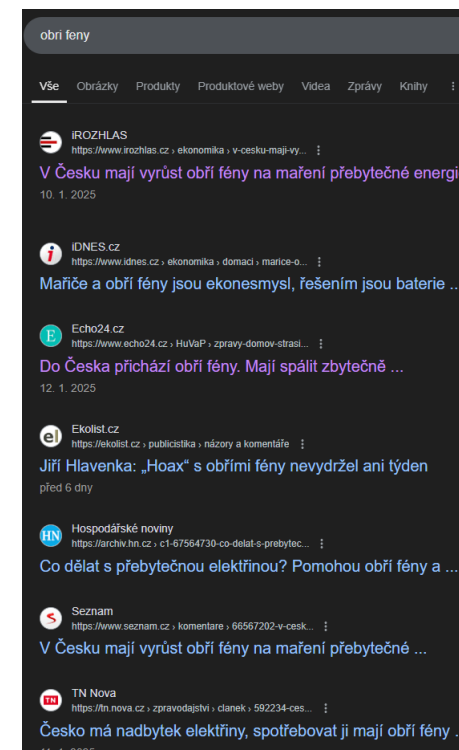 obri feny
Vše Obrázky Produkty Produktové weby Videa Zprávy Knihy
iROZHLAS
https://www.irozhlas.cz › ekonomika › v-cesku-maji-vy...
V Česku mají vyrůst obří fény na maření přebytečné energi
10. 1. 2025
iDNES.cz
https://www.idnes.cz › ekonomika › domaci › marice-o...
Mařiče a obří fény jsou ekonesmysl, řešením jsou baterie ...
E
Echo24.cz
https://www.echo24.cz › HuVaP › zpravy-domov-strasi...
Do Česka přichází obří fény. Mají spálit zbytečně ...
12. 1. 2025
el
Ekolist.cz
https://ekolist.cz › publicistika › názory a komentáře
Jiří Hlavenka: „Hoax“ s obřími fény nevydržel ani týden
před 6 dny
HN
Hospodářské noviny
https://archiv.hn.cz › c1-67564730-co-delat-s-prebytec...
Co dělat s přebytečnou elektřinou? Pomohou obří fény a ...
Seznam
https://www.seznam.cz › komentare › 66567202-v-cesk...
V Česku mají vyrůst obří fény na maření přebytečné ...
TN
TN Nova
https://tn.nova.cz › zpravodajstvi › clanek › 592234-ces...
Česko má nadbytek elektřiny, spotřebovat ji mají obří fény .